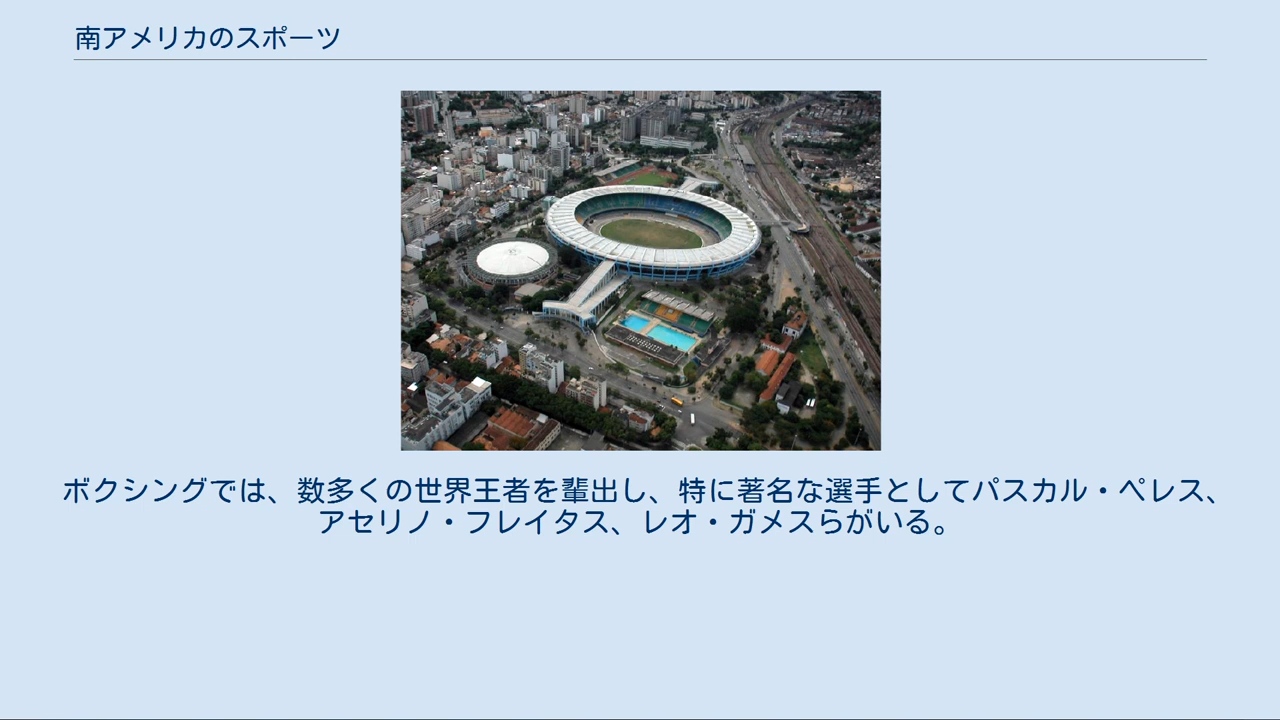 南アメリカのスポーツ
ボクシングでは、数多くの世界王者を輩出し、特に著名な選手としてパスカル・ペレス、
アセリノ・フレイタス、レオ・ガメスらがいる。